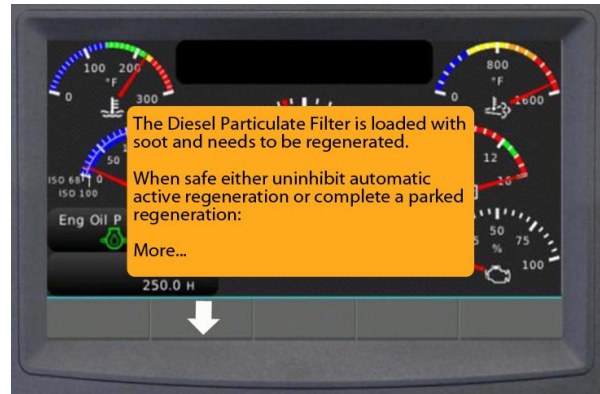 100 200
°F
0 300
800
°F
0 1600
The Diesel Particulate Filter is loaded with
soot and needs to be regenerated.
When safe either uninhibit automatic
active regeneration or complete a parked
regeneration:
More...
50
ISO 68 0
ISO 100
12
16
Eng Oil P
50
75
%
100
250.0 H